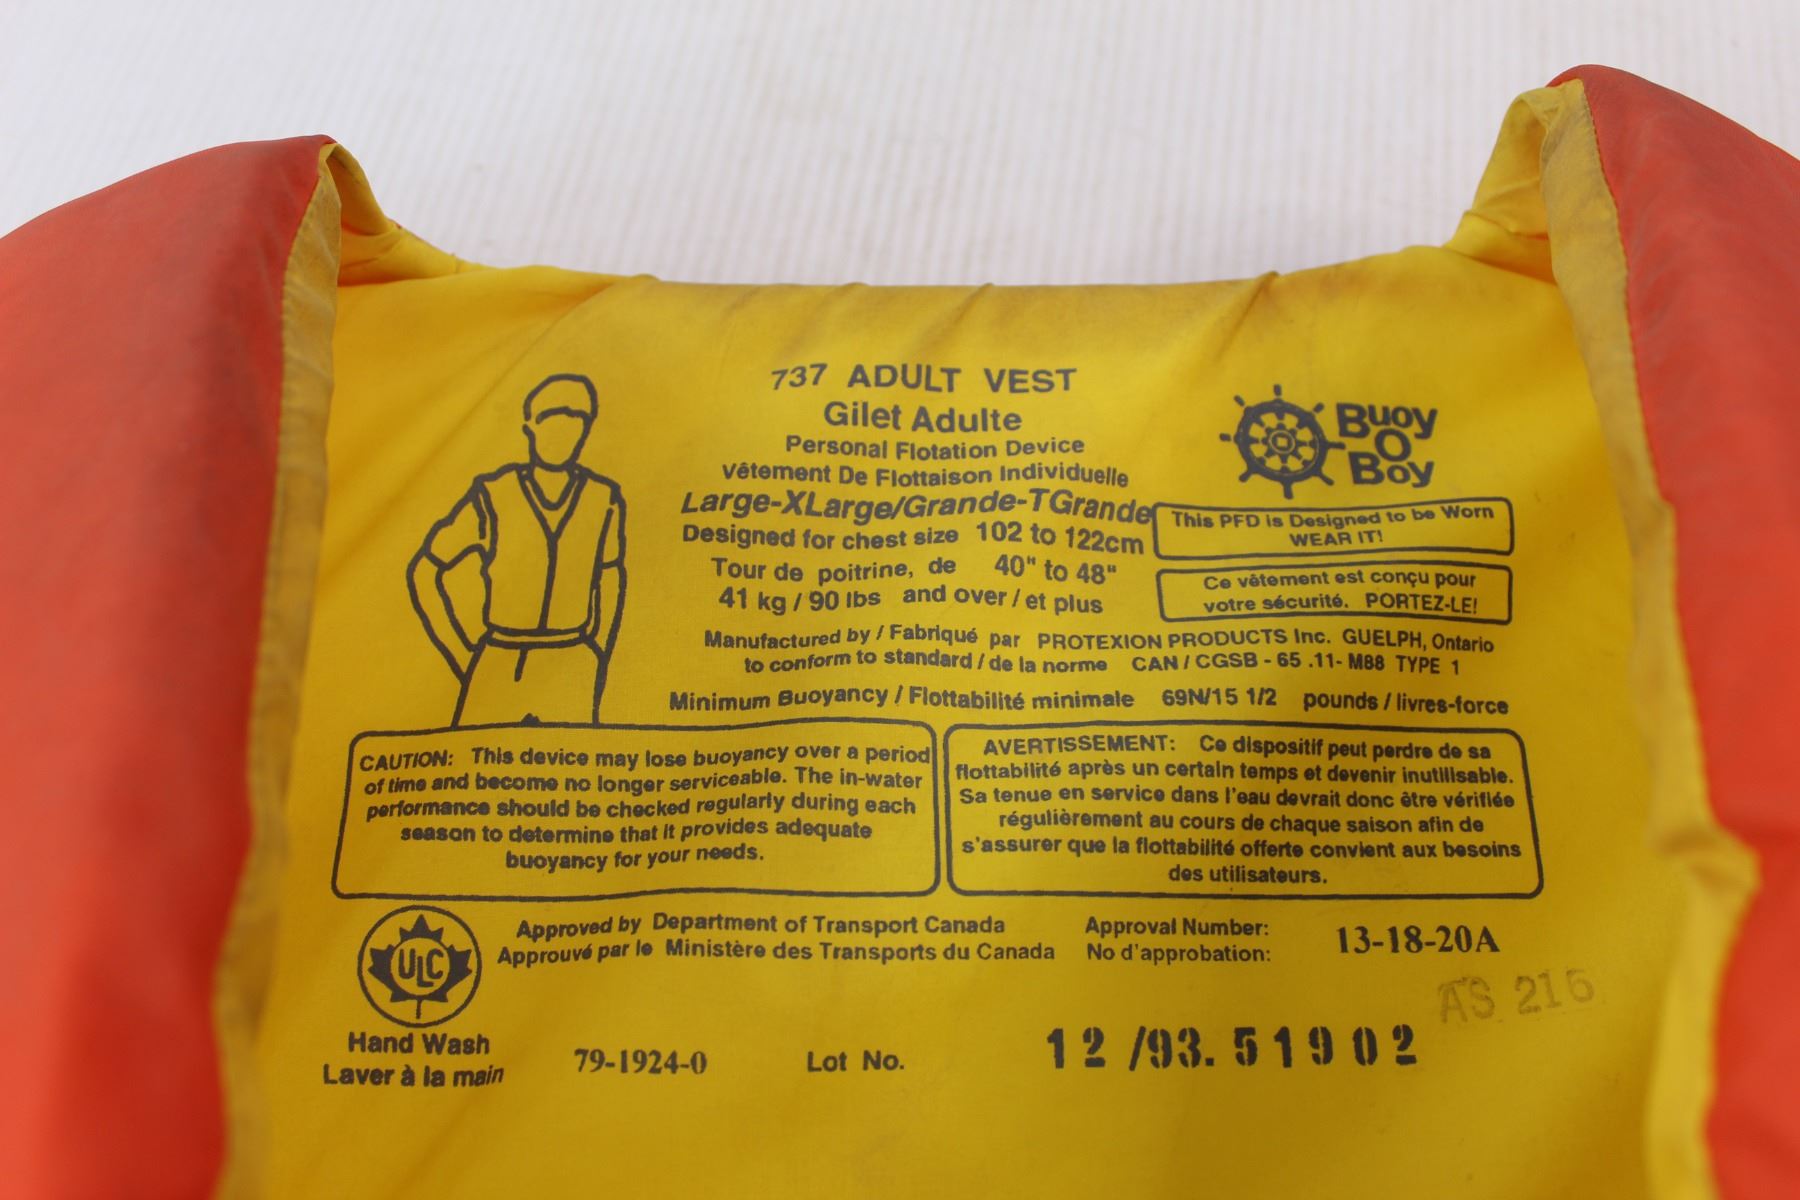 737 ADULT VEST
Gilet Adulte
Personal Flotation Device
Vêtement De Flottaison Individuelle
Large-XLarge/Grande-TGrande
Designed for chest size 102 to 122cm
Tour de poitrine, de 40" to 48"
41 kg / 90 lbs and over / et plus
Buoy
O
Boy
This PFD is Designed to be Worn
WEAR IT!
Ce vêtement est conçu pour
votre sécurité. PORTEZ-LE!
Manufactured by / Fabriqué par PROTEXION PRODUCTS Inc. GUELPH, Ontario
to conform to standard / de la norme CAN / CGSB - 65 .11- M88 TYPE 1
Minimum Buoyancy / Flottabilité minimale 69N/15 1/2 pounds / livres-force
CAUTION: This device may lose buoyancy over a period
of time and become no longer serviceable. The in-water
performance should be checked regularly during each
season to determine that it provides adequate
buoyancy for your needs.
AVERTISSEMENT: Ce dispositif peut perdre de sa
flottabilité après un certain temps et devenir inutilisable.
Sa tenue en service dans l'eau devrait donc être vérifiée
régulièrement au cours de chaque saison afin de
s'assurer que la flottabilité offerte convient aux besoins
des utilisateurs.
ULC
Approved by Department of Transport Canada
Approuvé par le Ministère des Transports du Canada
Approval Number:
No d'approbation:
13-18-20A
AS 216
Hand Wash
Laver à la main
79-1924-0
Lot No.
12 /93. 51902